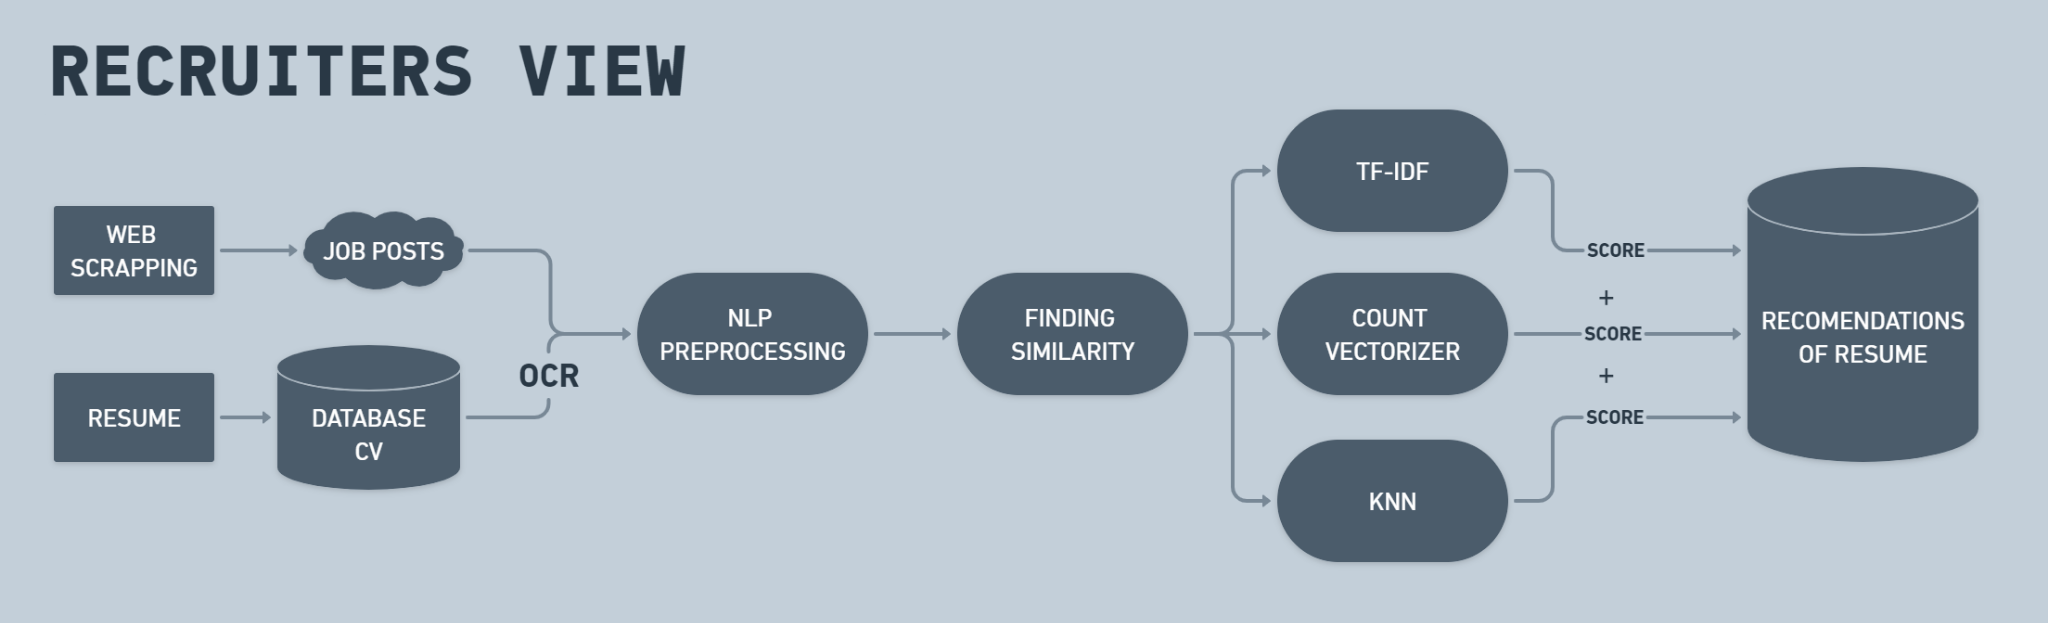 RECRUITERS VIEW
WEB
SCRAPPING
JOB POSTS
RESUME
DATABASE
CV
OCR
NLP
PREPROCESSING
FINDING
SIMILARITY
TF-IDF
COUNT
VECTORIZER
KNN
SCORE
+
SCORE
+
SCORE
RECOMENDATIONS
OF RESUME